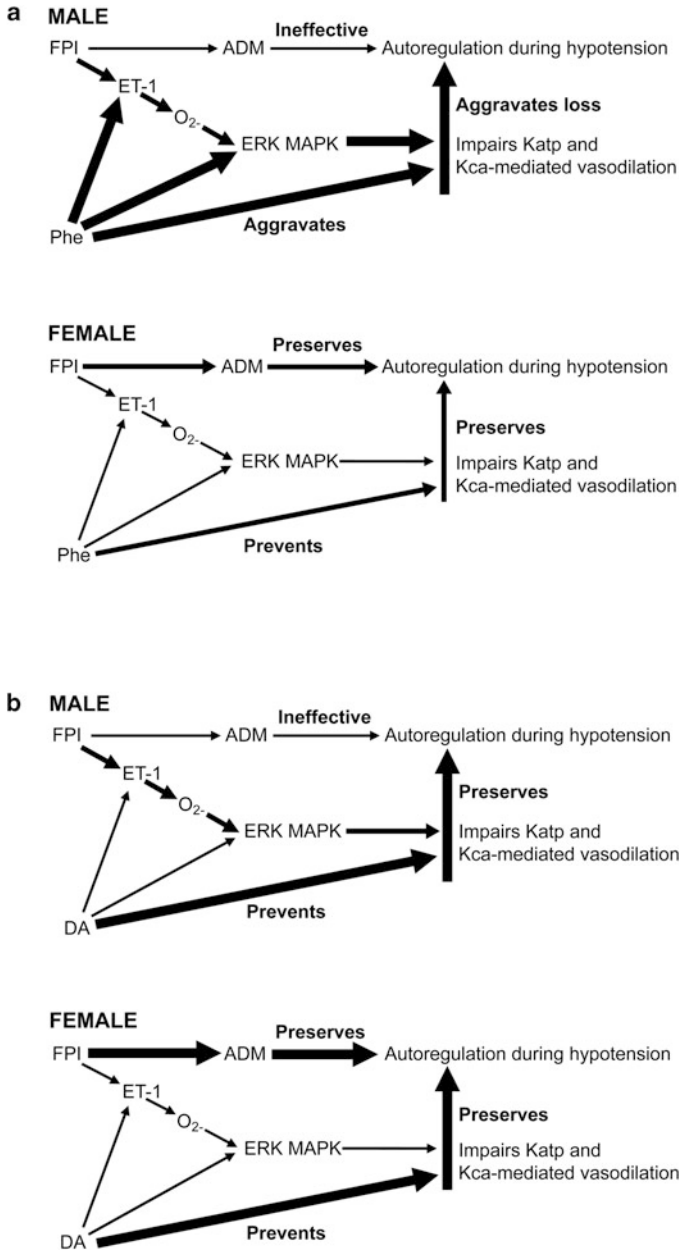 a
MALE
FPI ADM Ineffective Autoregulation during hypotension
ET-1
O2-
Aggravates loss
ERK MAPK Impairs Katp and
Kca-mediated vasodilation
Phe
Aggravates
FEMALE
FPI ADM Preserves Autoregulation during hypotension
ET-1
O2-
Preserves
ERK MAPK Impairs Katp and
Kca-mediated vasodilation
Phe
Prevents
b
MALE
FPI ADM Ineffective Autoregulation during hypotension
ET-1
O2-
Preserves
ERK MAPK Impairs Katp and
Kca-mediated vasodilation
DA
Prevents
FEMALE
FPI ADM Preserves Autoregulation during hypotension
ET-1
O2-
Preserves
ERK MAPK Impairs Katp and
Kca-mediated vasodilation
DA
Prevents